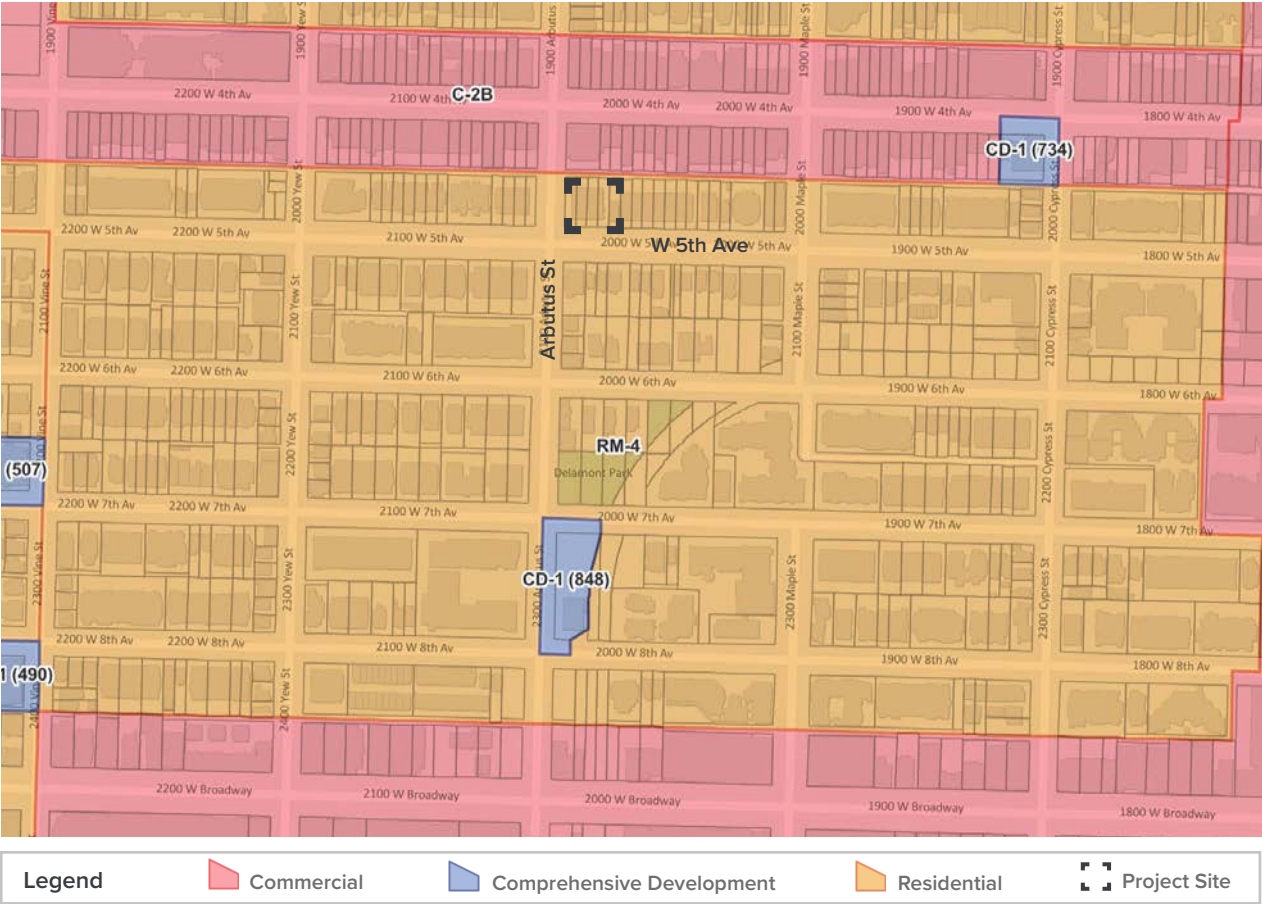 1900 Vine
1900 Yew S
1900 Arbutus
1900 Maple St
1900 Cypress St
2200 W 4th Av
2100 W 4th
C-2B
2000 W 4th Av
2000 W 4th Av
1900 W 4th Av
1800 W 4th Av
CD-1 (734)
2000 Yew St
2000 Maple St
2000 Cypress St
2200 W 5th Av
2200 W 5th Av
2100 W 5th Av
2000 W 5
W 5th Ave
W 5th Av
1900 W 5th Av
1800 W 5th Av
2100 Vine St
2100 Yew St
Arbutus St
2100 Maple St
2100 Cypress St
2200 W 6th Av
2200 W 6th Av
2100 W 6th Av
2000 W 6th Av
1900 W 6th Av
1800 W 6th Av
RM-4
Delamont Park
(507)
Vine St
2200 Yew St
2200 Cypress St
2200 W 7th Av
2200 W 7th Av
2100 W 7th Av
2000 W 7th Av
1900 W 7th Av
1800 W 7th Av
2300 Vine St
2300 Yew St
2300 A
us St
CD-1 (848)
2300 Maple St
2300 Cypress St
2200 W 8th Av
2200 W 8th Av
2100 W 8th Av
2000 W 8th Av
1900 W 8th Av
1800 W 8th Av
1 (490)
2400 Vin
2400 Yew St
2200 W Broadway
2100 W Broadway
2000 W Broadway
1900 W Broadway
1800 W Broadway
Legend
Commercial
Comprehensive Development
Residential
Project Site